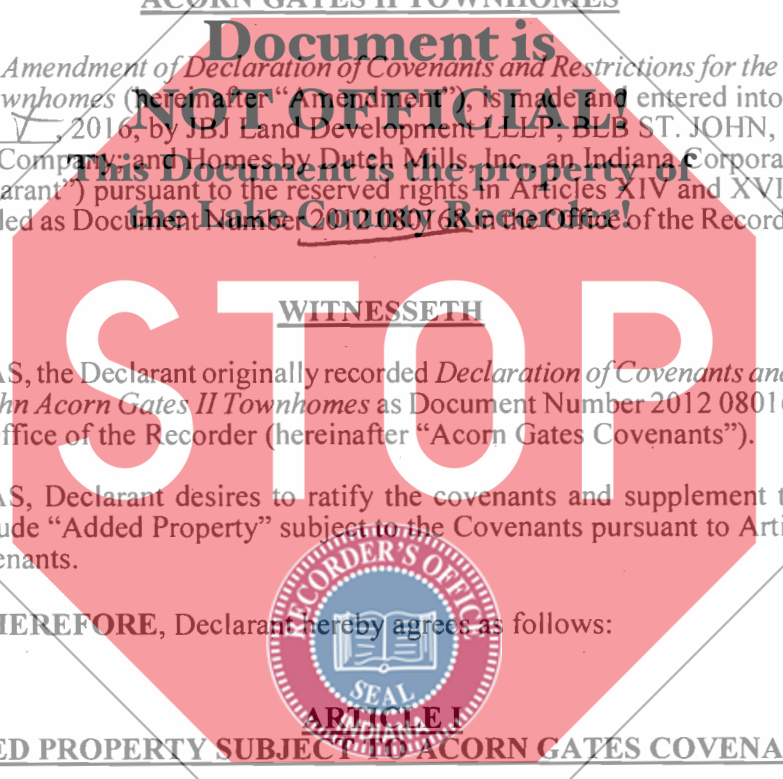 ACORN GATES II TOWNHOMES
Document is
Amendment of Declaration of Covenants and Restrictions for the
wnhomes (hereinafter “Amendment”), is made and entered into
NOT OFFICIAL!
, 2016, by JBJ Land Development LLLP, BLB ST. JOHN,
Company; and Homes by Dutch Mills, Inc., an Indiana Corpora
This Document is the property of
arant”) pursuant to the reserved rights in Articles XIV and XVI
led as Document Number 2012 080168 in the Office of the Record
the Lake County Recorder!
STOP
WITNESSETH
AS, the Declarant originally recorded Declaration of Covenants and
hn Acorn Gates II Townhomes as Document Number 2012 08016
ffice of the Recorder (hereinafter “Acorn Gates Covenants”).
AS, Declarant desires to ratify the covenants and supplement t
ude “Added Property” subject to the Covenants pursuant to Arti
enants.
HEREFORE, Declarant hereby agrees as follows:
RECORDER'S OFFICE
SEAL
INDIANA
ARTICLE I
ED PROPERTY SUBJECT TO ACORN GATES COVENA